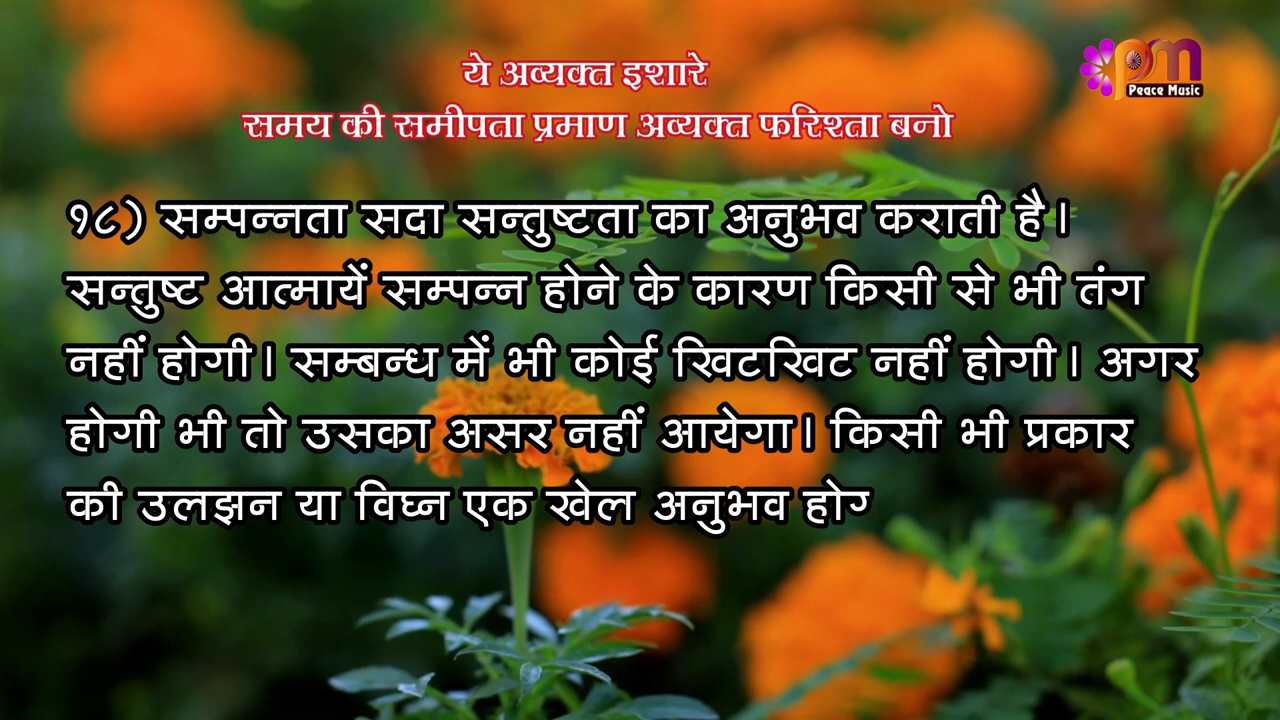 ये अव्यक्त इशारे
समय की समीपता प्रमाण अव्यक्त फरिश्ता बनो
pm
Peace Music
१८) सम्पन्नता सदा सन्तुष्टता का अनुभव कराती है।
सन्तुष्ट आत्मायें सम्पन्न होने के कारण किसी से भी तंग
नहीं होगी। सम्बन्ध में भी कोई खिटखिट नहीं होगी। अगर
होगी भी तो उसका असर नहीं आयेगा। किसी भी प्रकार
की उलझन या विघ्न एक खेल अनुभव होग